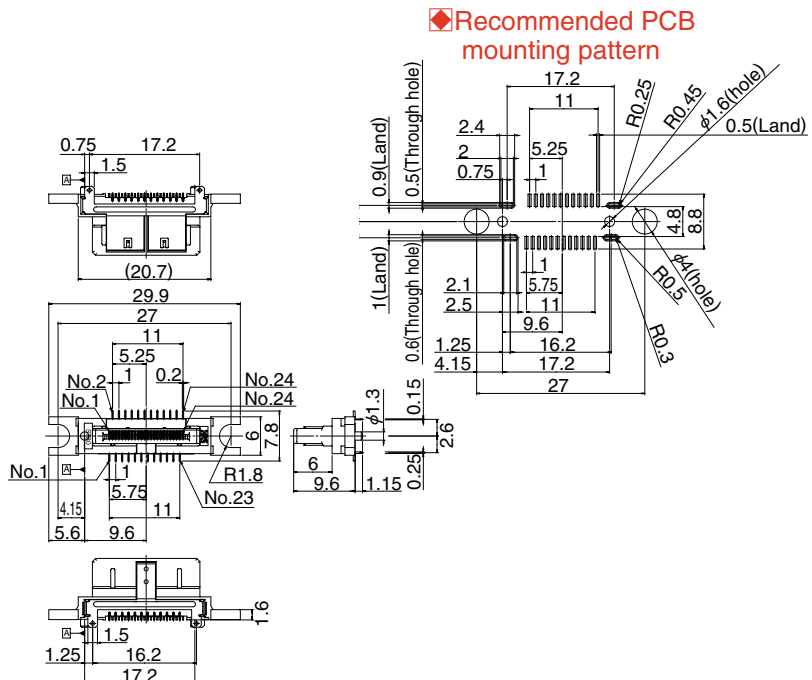 ◆Recommended PCB
mounting pattern
17.2
11
2.4
2
0.75
5.25
1
0.9(Land)
0.5(Through hole)
R0.25
R0.45
φ1.6(hole)
0.5(Land)
4.8
8.8
1(Land)
0.6(Through hole)
2.1
2.5
1
5.75
11
9.6
1.25
16.2
4.15
17.2
27
φ4(hole)
R0.5
R0.3
0.75
17.2
1.5
A
(20.7)
29.9
27
11
5.25
No.2
1
0.2
No.24
No.1
No.24
6
7.8
A
No.1
1
R1.8
5.75
No.23
4.15
11
5.6
9.6
φ1.3
0.15
2.6
0.25
6
9.6
1.15
1.6
A
1.5
1.25
16.2
17.2